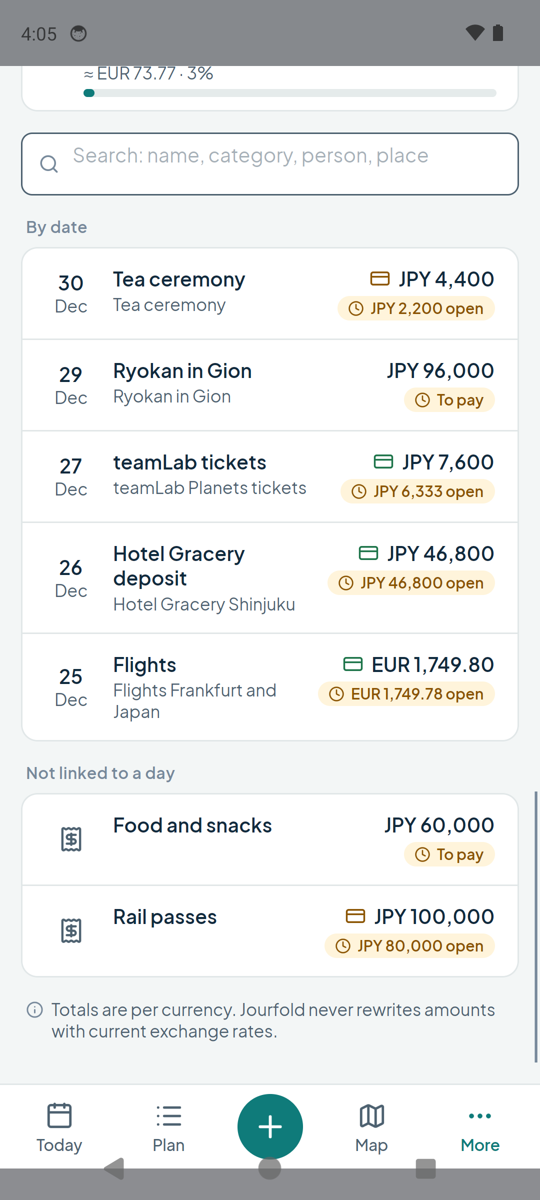 4:05
≈ EUR 73.77 · 3%
Search: name, category, person, place
By date
30 Dec
Tea ceremony
Tea ceremony
JPY 4,400
JPY 2,200 open
29 Dec
Ryokan in Gion
Ryokan in Gion
JPY 96,000
To pay
27 Dec
teamLab tickets
teamLab Planets tickets
JPY 7,600
JPY 6,333 open
26 Dec
Hotel Gracery
deposit
Hotel Gracery Shinjuku
JPY 46,800
JPY 46,800 open
25 Dec
Flights
Flights Frankfurt and
Japan
EUR 1,749.80
EUR 1,749.78 open
Not linked to a day
Food and snacks
JPY 60,000
To pay
Rail passes
JPY 100,000
JPY 80,000 open
Totals are per currency. Jourfold never rewrites amounts
with current exchange rates.
Today
Plan
Map
More